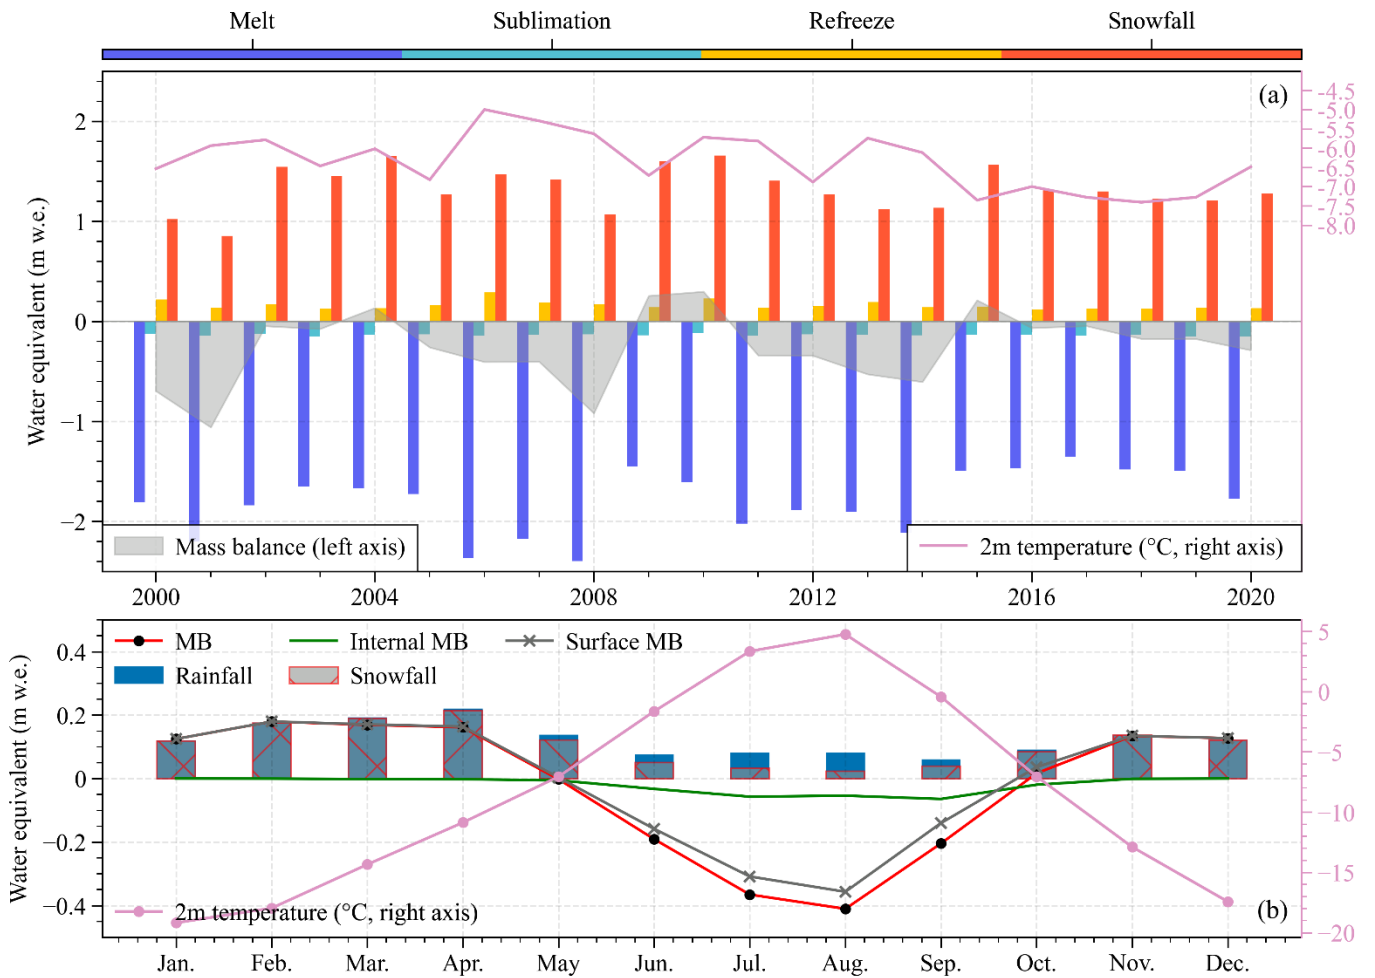 Melt Sublimation Refreeze Snowfall
(a)
Water equivalent (m w.e.)
2
1
0
−1
−2
-4.5
-5.0
-5.5
-6.0
-6.5
-7.0
-7.5
-8.0
Mass balance (left axis)
2m temperature (°C, right axis)
2000 2004 2008 2012 2016 2020
MB Internal MB Surface MB
Rainfall Snowfall
Water equivalent (m w.e.)
0.4
0.2
0
−0.2
−0.4
5
0
−5
−10
−15
−20
2m temperature (°C, right axis)
(b)
Jan. Feb. Mar. Apr. May Jun. Jul. Aug. Sep. Oct. Nov. Dec.